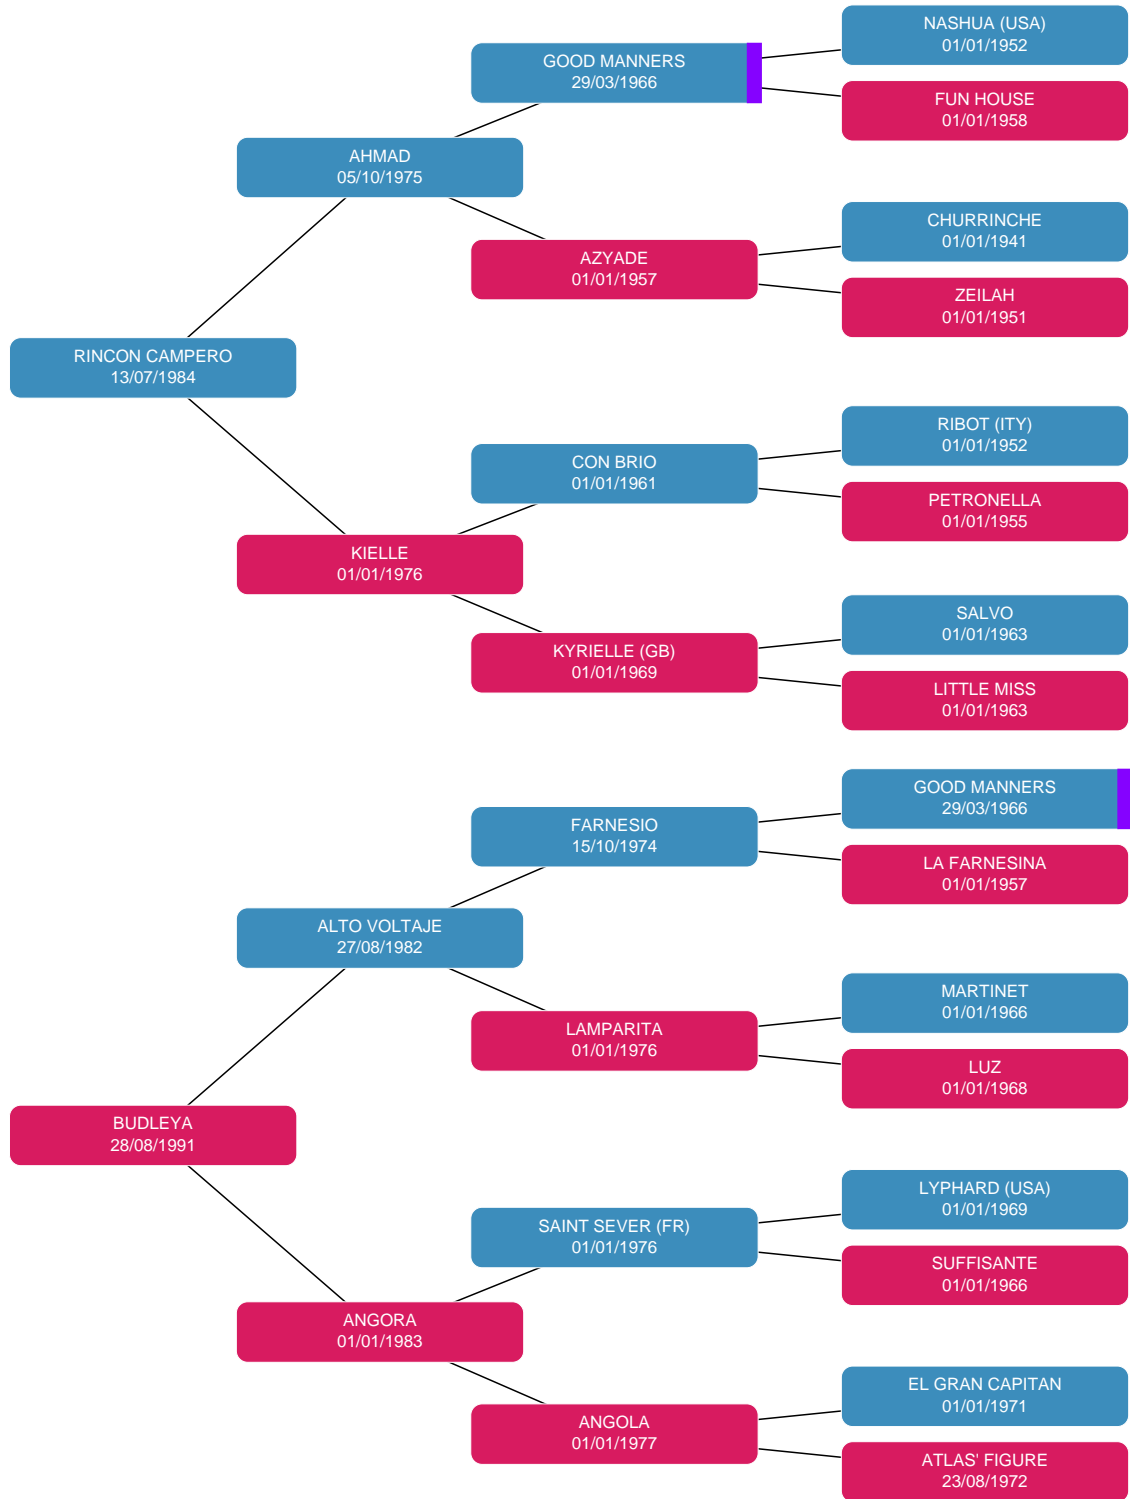 NASHUA (USA)
01/01/1952
GOOD MANNERS
29/03/1966
FUN HOUSE
01/01/1958
AHMAD
05/10/1975
CHURRINCHE
01/01/1941
AZYADE
01/01/1957
ZEILAH
01/01/1951
RINCON CAMPERO
13/07/1984
RIBOT (ITY)
01/01/1952
CON BRIO
01/01/1961
PETRONELLA
01/01/1955
KIELLE
01/01/1976
SALVO
01/01/1963
KYRIELLE (GB)
01/01/1969
LITTLE MISS
01/01/1963
GOOD MANNERS
29/03/1966
FARNESIO
15/10/1974
LA FARNESINA
01/01/1957
ALTO VOLTAJE
27/08/1982
MARTINET
01/01/1966
LAMPARITA
01/01/1976
LUZ
01/01/1968
BUDLEYA
28/08/1991
LYPHARD (USA)
01/01/1969
SAINT SEVER (FR)
01/01/1976
SUFFISANTE
01/01/1966
ANGORA
01/01/1983
EL GRAN CAPITAN
01/01/1971
ANGOLA
01/01/1977
ATLAS' FIGURE
23/08/1972